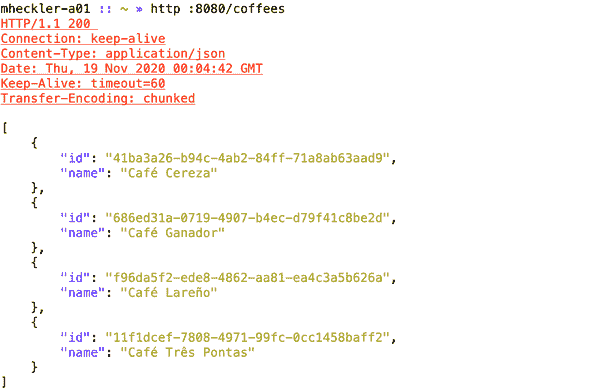 mheckler-a01 :: ~ » http :8080/coffees
HTTP/1.1 200
Connection: keep-alive
Content-Type: application/json
Date: Thu, 19 Nov 2020 00:04:42 GMT
Keep-Alive: timeout=60
Transfer-Encoding: chunked
[
{
"id": "41ba3a26-b94c-4ab2-84ff-71a8ab63aad9",
"name": "Café Cereza"
},
{
"id": "686ed31a-0719-4907-b4ec-d79f41c8be2d",
"name": "Café Ganador"
},
{
"id": "f96da5f2-ede8-4862-aa81-ea4c3a5b626a",
"name": "Café Lareño"
},
{
"id": "11f1dcef-7808-4971-99fc-0cc1458baff2",
"name": "Café Três Pontas"
}
]